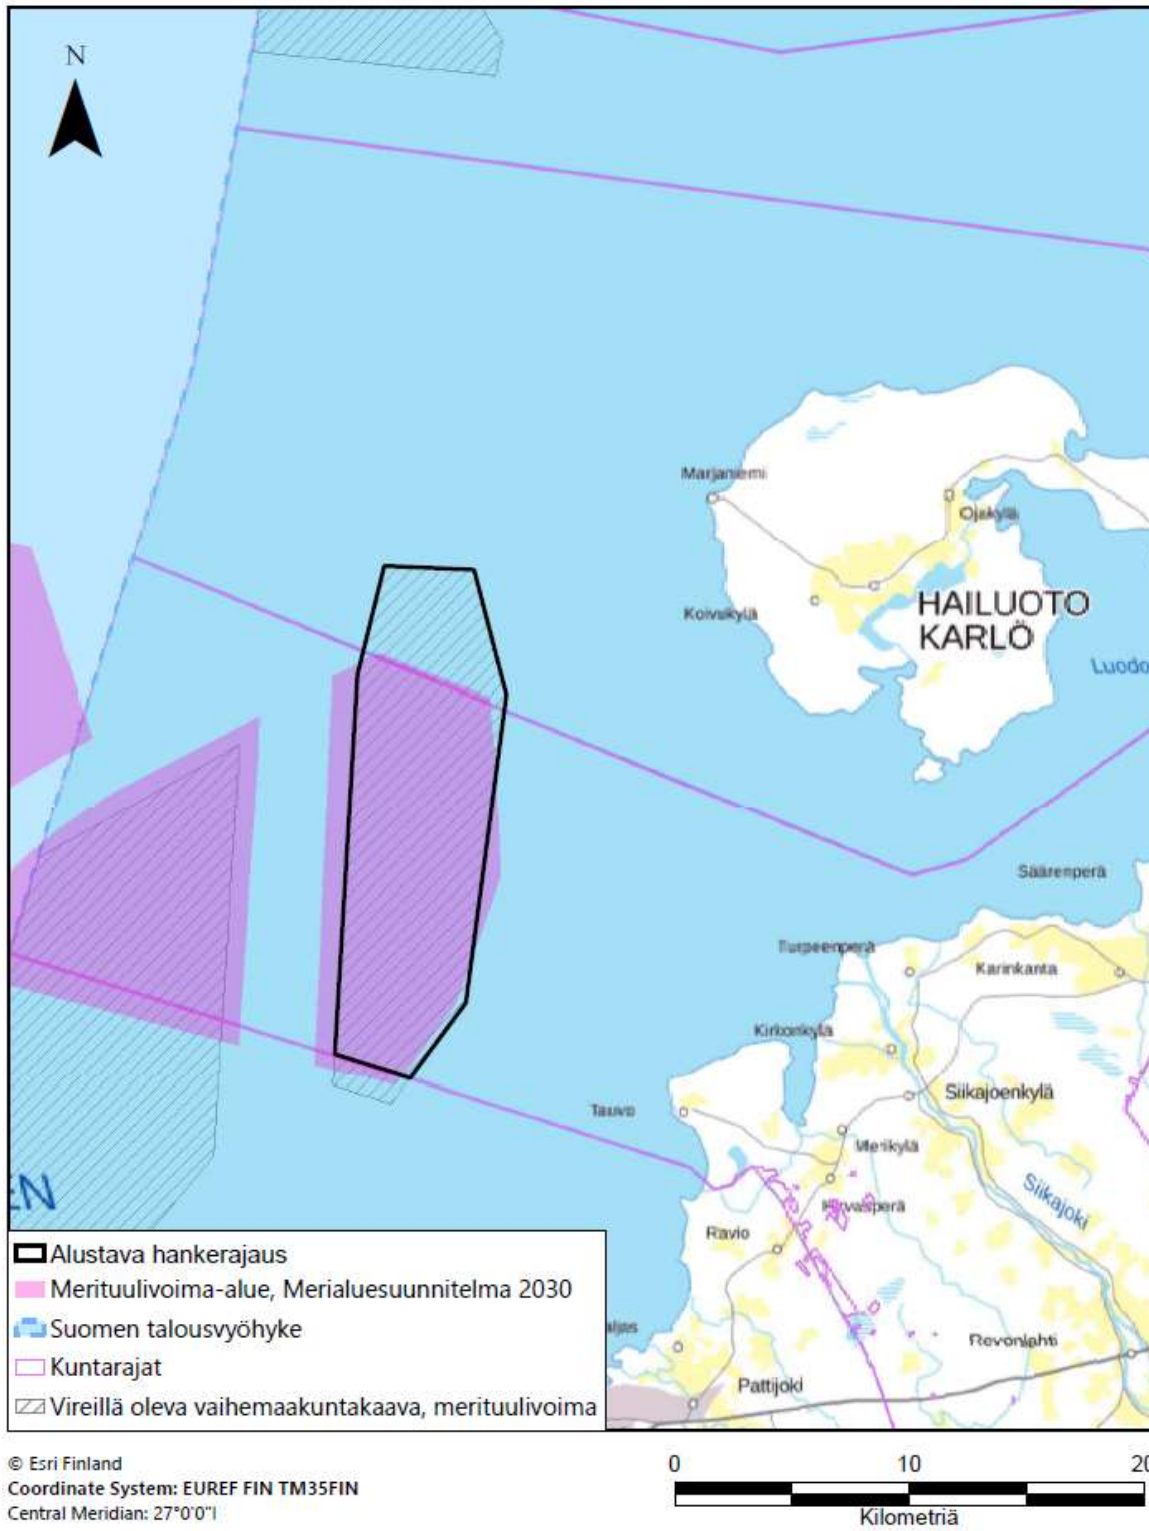 N
Marjaniemi
Ojakylä
Koivukylä
HAILUOTO
KARLÖ
Luodo
Säärenperä
Turpeenperä
Karinkanta
Kirkonkylä
Siikajoenkylä
Tauvo
Merikylä
Siikajoki
EN
Ravio
Revonlahti
Pattijoki
Alustava hankerajaus
Merituulivoima-alue, Merialuesuunnitelma 2030
Suomen talousvyöhyke
Kuntarajat
Vireillä oleva vaihemaakuntakaava, merituulivoima
© Esri Finland
Coordinate System: EUREF FIN TM35FIN
Central Meridian: 27°0'0"I
0 10 20
Kilometriä